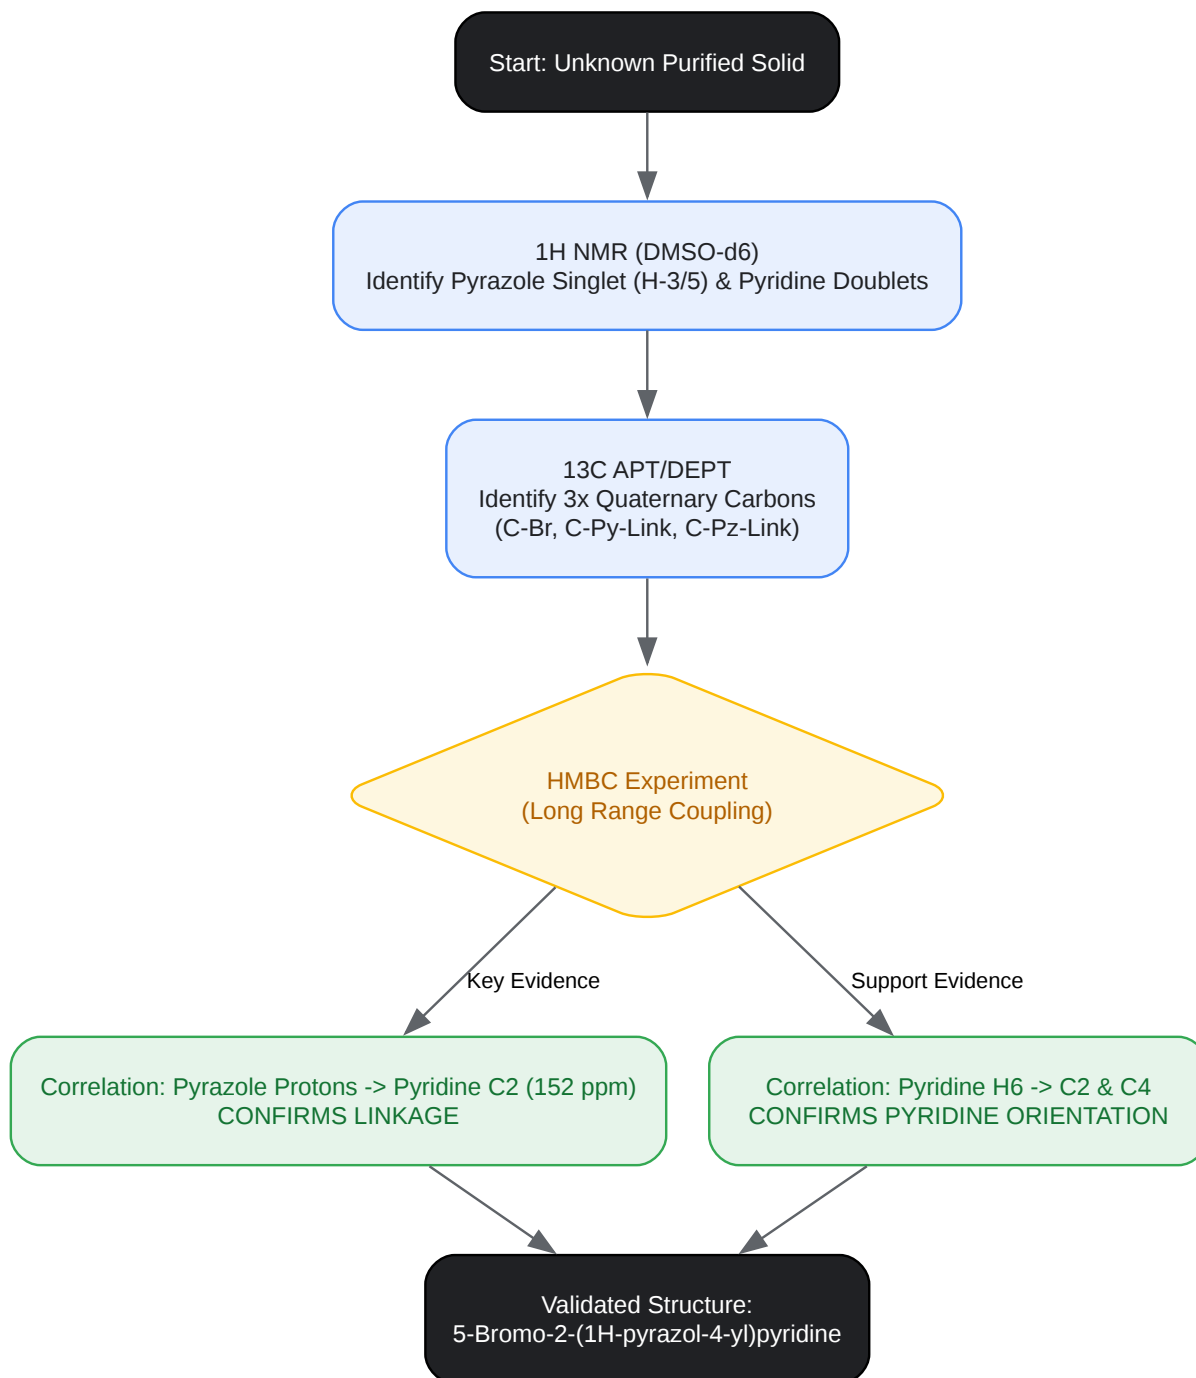 Start: Unknown Purified Solid
1H NMR (DMSO-d6)
Identify Pyrazole Singlet (H-3/5) & Pyridine Doublets
13C APT/DEPT
Identify 3x Quaternary Carbons
(C-Br, C-Py-Link, C-Pz-Link)
HMBC Experiment
(Long Range Coupling)
Key Evidence
Support Evidence
Correlation: Pyrazole Protons -> Pyridine C2 (152 ppm)
CONFIRMS LINKAGE
Correlation: Pyridine H6 -> C2 & C4
CONFIRMS PYRIDINE ORIENTATION
Validated Structure:
5-Bromo-2-(1H-pyrazol-4-yl)pyridine